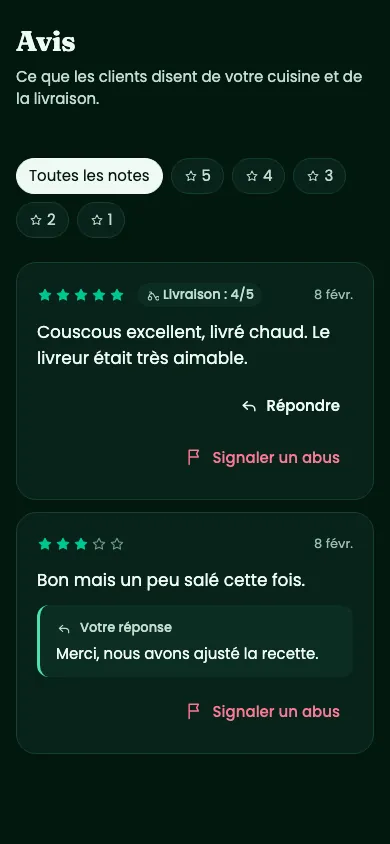 Avis
Ce que les clients disent de votre cuisine et de
la livraison.
Toutes les notes
5
4
3
2
1
Livraison : 4/5
8 févr.
Couscous excellent, livré chaud. Le
livreur était très aimable.
Répondre
Signaler un abus
8 févr.
Bon mais un peu salé cette fois.
Votre réponse
Merci, nous avons ajusté la recette.
Signaler un abus